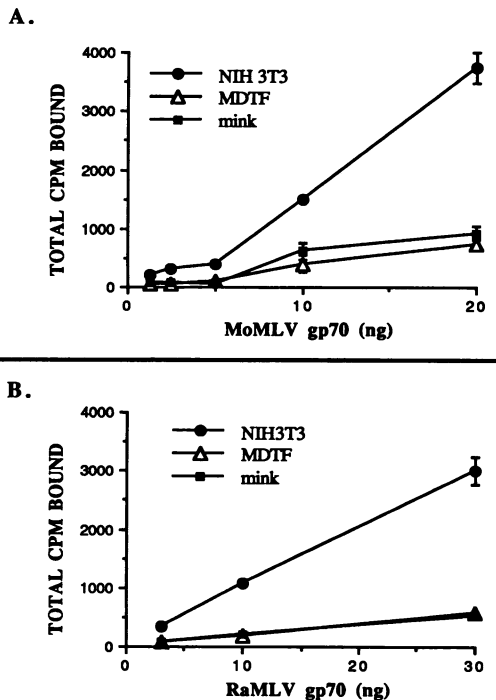 A.
4000
3000
2000
1000
0
TOTAL CPM BOUND
NIH 3T3
MDTF
mink
0
10
20
MoMLV gp70 (ng)
B.
4000
3000
2000
1000
0
TOTAL CPM BOUND
NIH3T3
MDTF
mink
0
10
20
30
RaMLV gp70 (ng)